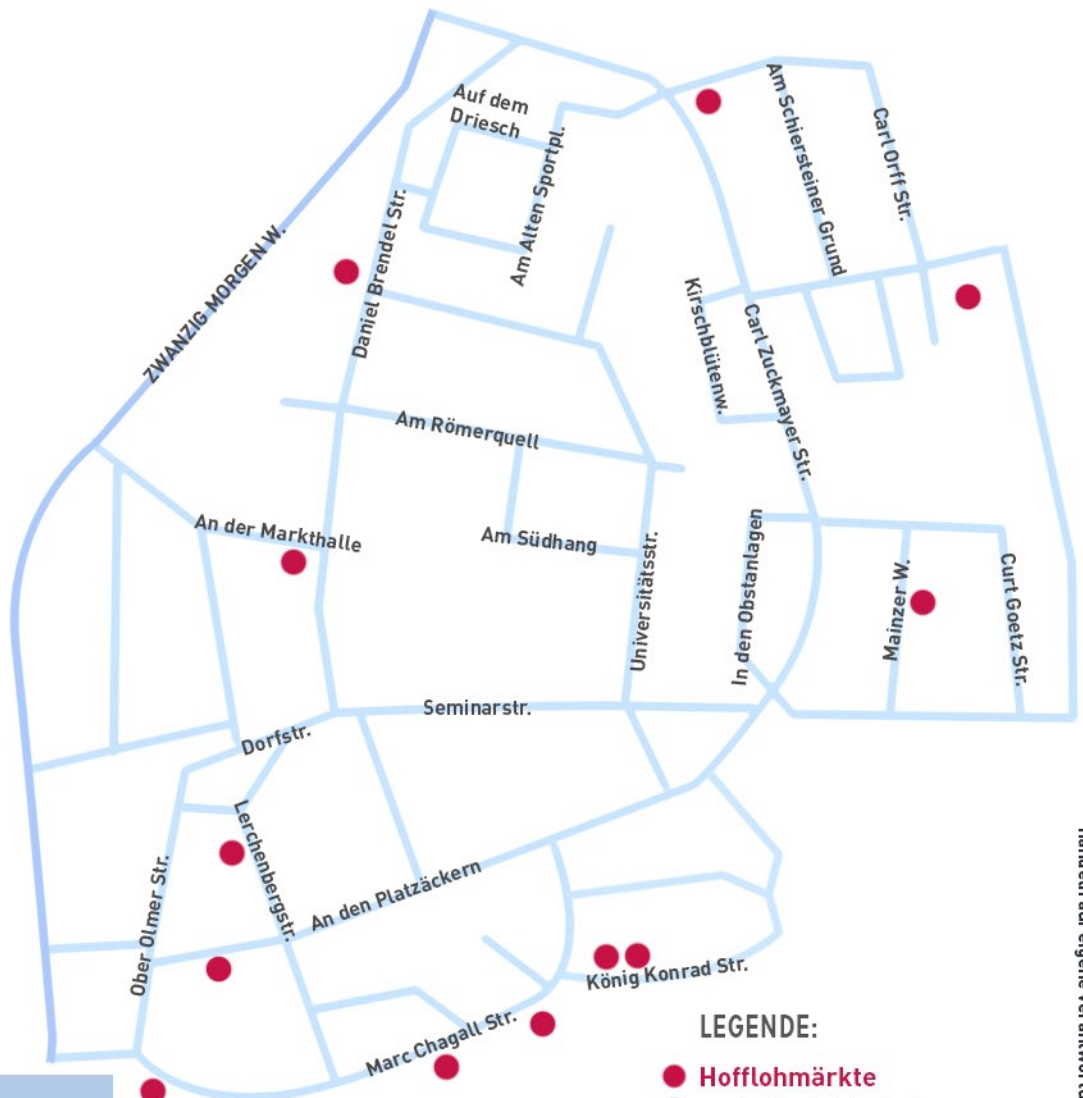 Auf dem
Driesch
Am Alten Sportpl.
Am Schiersteiner Grund
Carl Orff Str.
Daniel Brendel Str.
ZWANZIG MORGEN W.
Kirschblütenw.
Carl Zuckmayer Str.
Am Römerquell
An der Markthalle
Am Südhang
Universitätsstr.
In den Obstanlagen
Mainzer W.
Curt Goetz Str.
Seminarstr.
Dorfstr.
Lerchenbergstr.
Ober Olmer Str.
An den Platzäckern
König Konrad Str.
Marc Chagall Str.
LEGENDE:
Hofflohmärkte
auf eigene